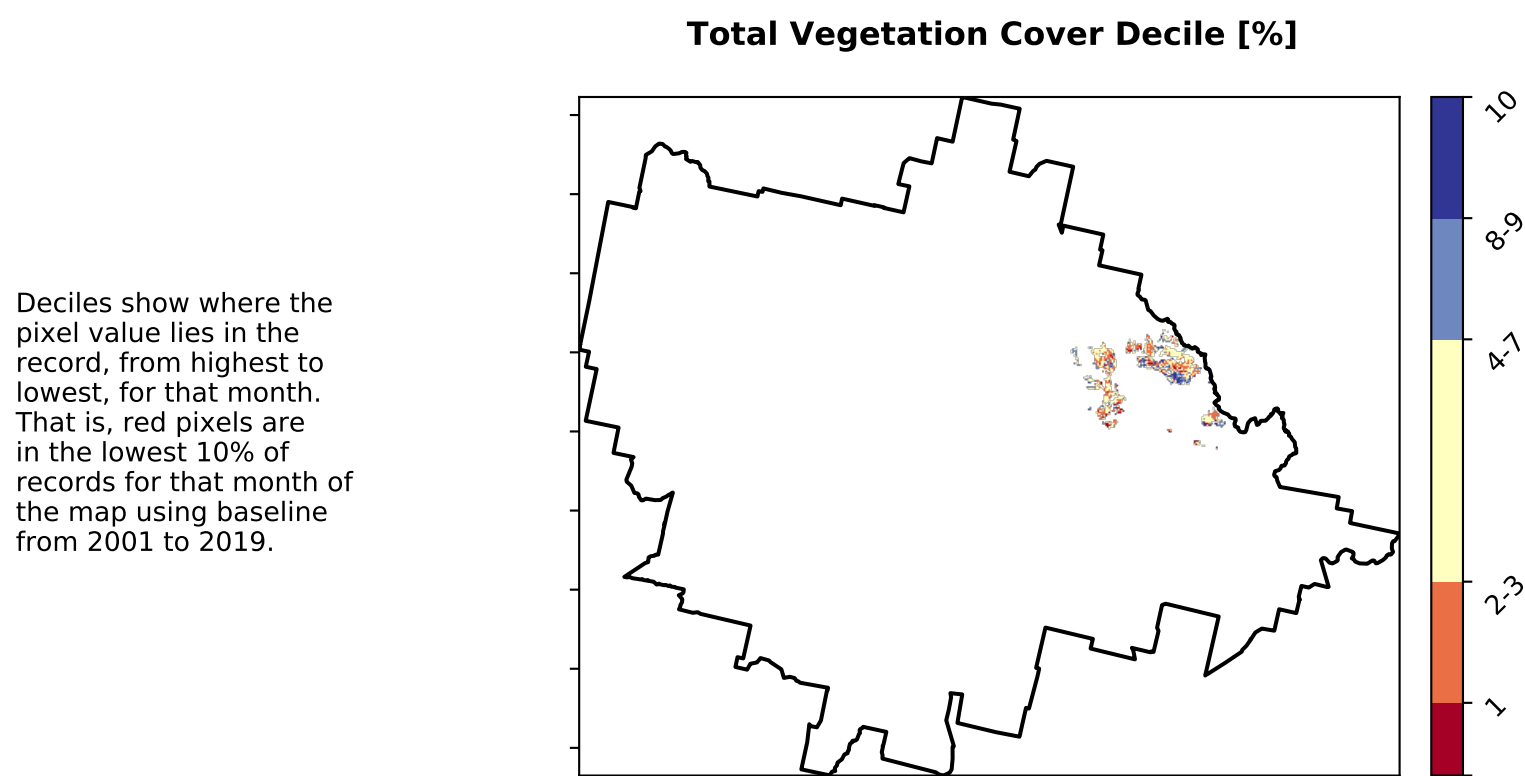 Total Vegetation Cover Decile [%]
Deciles show where the
pixel value lies in the
record, from highest to
lowest, for that month.
That is, red pixels are
in the lowest 10% of
records for that month of
the map using baseline
from 2001 to 2019.
10
8-9
4-7
2-3
1